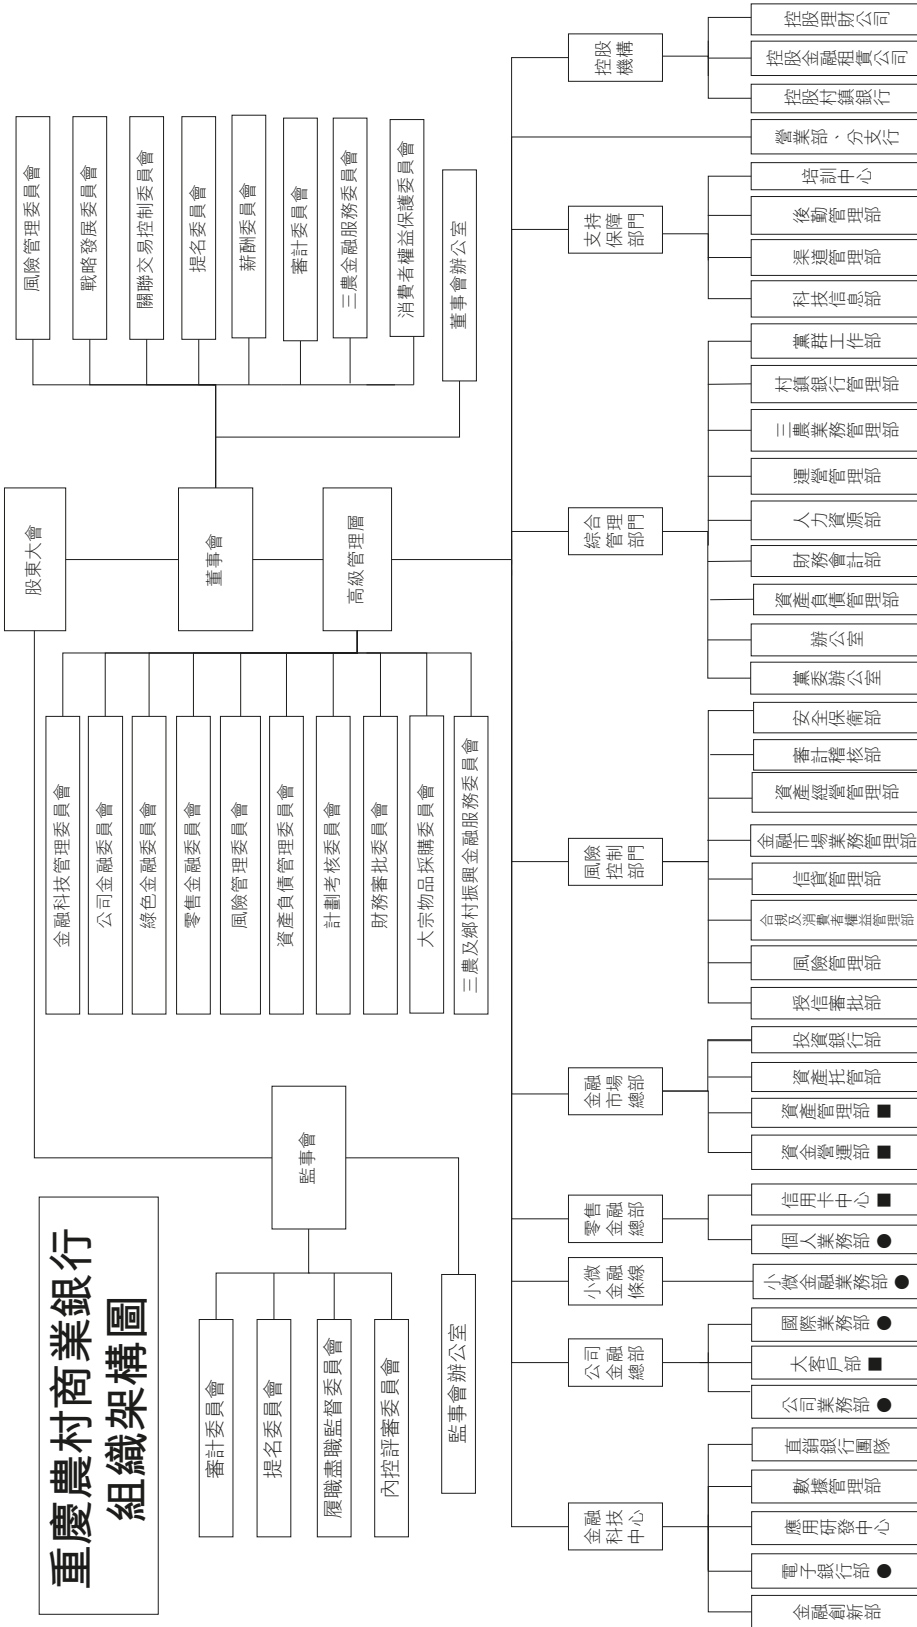 重慶農村商業銀行
組織架構圖
股東大會
監事會
審計委員會
提名委員會
履職盡職監督委員會
內控評審委員會
監事會辦公室
董事會
風險管理委員會
戰略發展委員會
關聯交易控制委員會
提名委員會
薪酬委員會
審計委員會
三農金融服務委員會
消費者權益保護委員會
董事會辦公室
高級管理層
金融科技管理委員會
公司金融委員會
綠色金融委員會
零售金融委員會
風險管理委員會
資產負債管理委員會
計劃考核委員會
財務審批委員會
大宗物品採購委員會
三農及鄉村振興金融服務委員會
金融
科技
中心
金融創新部
電子銀行部●
應用研發中心
數據管理部
直銷銀行團隊
公司
金融
總部
公司業務部●
大客戶部■
國際業務部●
小微
金融
條線
小微金融業務部●
零售
金融
總部
個人業務部●
信用卡中心■
金融
市場
總部
資金營運部■
資產管理部■
資產托管部
投資銀行部
風險
控制
部門
授信審批部
風險管理部
合規及消費者權益管理部
信貸管理部
金融市場業務管理部
資產經營管理部
審計稽核部
安全保衛部
綜合
管理
部門
黨委辦公室
辦公室
資產負債管理部
財務會計部
人力資源部
運營管理部
三農業務管理部
村鎮銀行管理部
黨群工作部
支持
保障
部門
科技信息部
渠道管理部
後勤管理部
培訓中心
營業部、分支行
控股
機構
控股村鎮銀行
控股金融租賃公司
控股理財公司